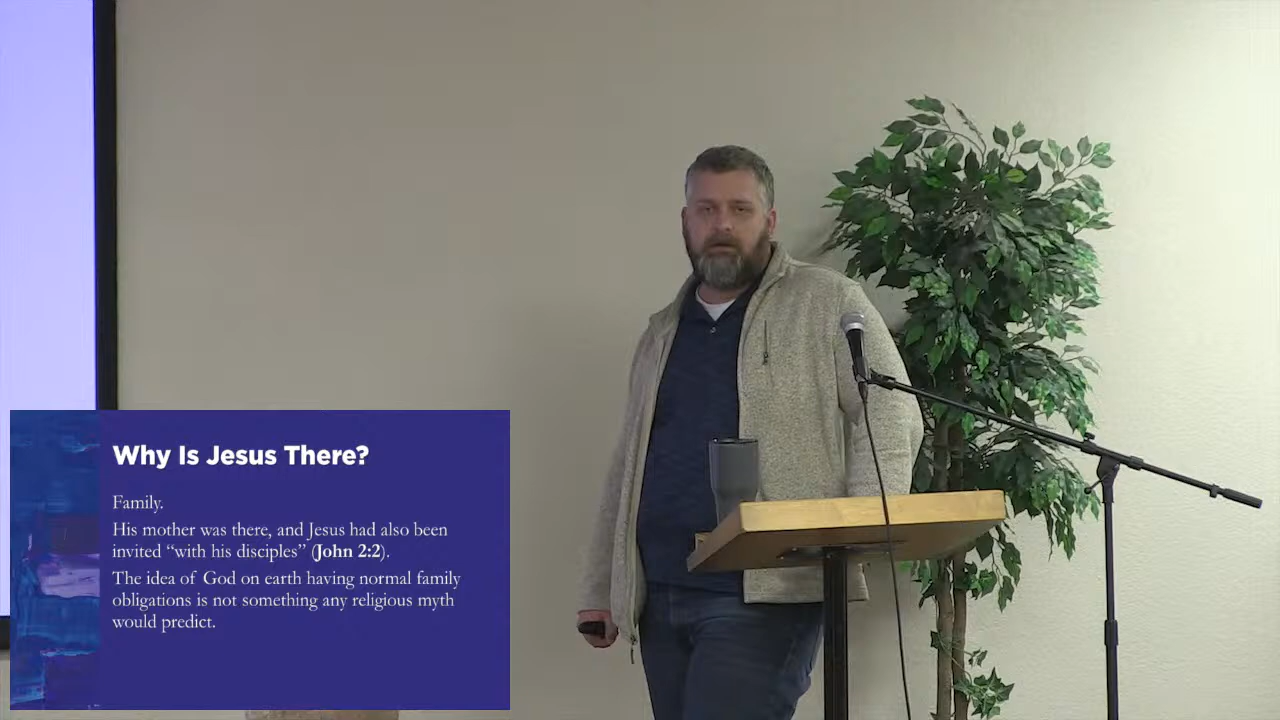 Why Is Jesus There?
Family.
His mother was there, and Jesus had also been
invited “with his disciples” (John 2:2).
The idea of God on earth having normal family
obligations is not something any religious myth
would predict.